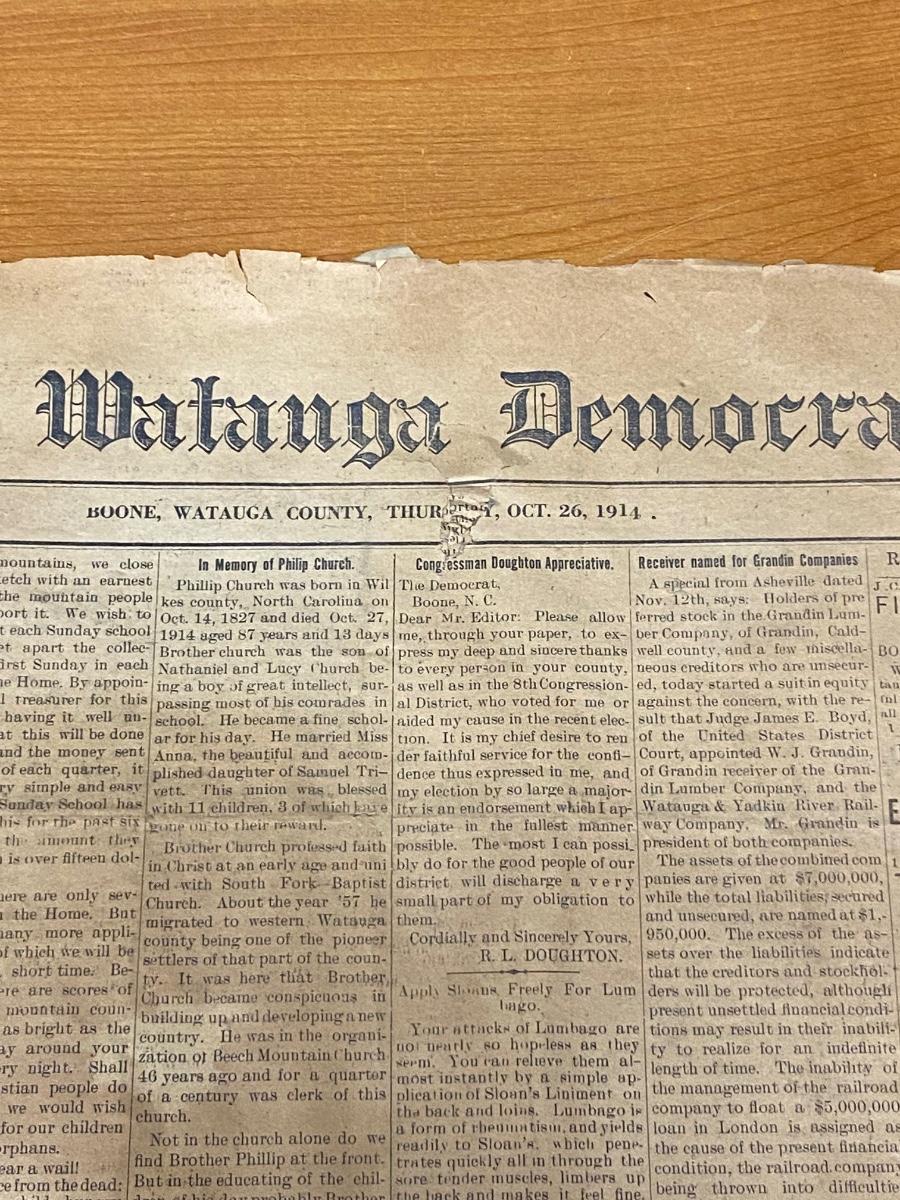 Watauga Democra
BOONE, WATAUGA COUNTY, THUR Y, OCT. 26, 1914 .
mountains, we close
etch with an earnest
the mountain people
port it. We wish to
t each Sunday school
et apart the collec-
first Sunday in each
he Home. By appoin-
l treasurer for this
having it well un-
at this will be done
and the money sent
of each quarter, it
ry simple and easy
Sunday School has
his for the past six
the amount they
is over fifteen dol-
here are only sev-
n the Home. But
many more appli-
of which we will be
short time. Be-
ere are scores of
mountain coun-
as bright as the
ay around your
ry night. Shall
stian people do
we would wish
for our children
orphans.
ear a wail!
ce from the dead:
In Memory of Philip Church.
Phillip Church was born in Wil
kes county, North Carolina on
Oct. 14, 1827 and died Oct. 27,
1914 aged 87 years and 13 days
Brother church was the son of
Nathaniel and Lucy Church be-
ing a boy of great intellect, sur-
passing most of his comrades in
school. He became a fine schol-
ar for his day. He married Miss
Anna, the beautiful and accom-
plished daughter of Samuel Tri-
vett. This union was blessed
with 11 children, 3 of which have
gone on to their reward.
Brother Church professed faith
in Christ at an early age and uni
ted with South Fork Baptist
Church. About the year '57 he
migrated to western Watauga
county being one of the pioneer
settlers of that part of the coun-
ty. It was here that Brother
Church became conspicuous in
building up and developing a new
country. He was in the organi-
zation of Beech Mountain Church
46 years ago and for a quarter
of a century was clerk of this
church.
Not in the church alone do we
find Brother Phillip at the front.
But in the educating of the chil-
dren of his day probably Brother
Congressman Doughton Appreciative.
The Democrat,
Boone, N. C.
Dear Mr. Editor: Please allow
me, through your paper, to ex-
press my deep and sincere thanks
to every person in your county,
as well as in the 8th Congression-
al District, who voted for me or
aided my cause in the recent elec-
tion. It is my chief desire to ren
der faithful service for the confi-
dence thus expressed in me, and
my election by so large a major-
ity is an endorsement which I ap-
preciate in the fullest manner
possible. The most I can possi
bly do for the good people of our
district will discharge a very
small part of my obligation to
them.
Cordially and Sincerely Yours,
R. L. DOUGHTON.
Apply Sloans Freely For Lum
bago.
Your attacks of Lumbago are
not nearly so hopeless as they
seem. You can relieve them al-
most instantly by a simple ap-
plication of Sloan's Liniment on
the back and loins. Lumbago is
a form of rheumatism, and yields
readily to Sloan's, which pene-
trates quickly all in through the
sore tender muscles, limbers up
the back and makes it feel fine.
Receiver named for Grandin Companies
A special from Asheville dated
Nov. 12th, says: Holders of pre
ferred stock in the Grandin Lum-
ber Company, of Grandin, Cald-
well county, and a few miscella-
neous creditors who are unsecur-
ed, today started a suit in equity
against the concern, with the re-
sult that Judge James E. Boyd,
of the United States District
Court, appointed W. J. Grandin,
of Grandin receiver of the Gran-
din Lumber Company, and the
Watauga & Yadkin River Rail-
way Company. Mr. Grandin is
president of both companies.
The assets of the combined com
panies are given at $7,000,000,
while the total liabilities, secured
and unsecured, are named at $1,-
950,000. The excess of the as-
sets over the liabilities indicate
that the creditors and stockhol-
ders will be protected, although
present unsettled financial condi-
tions may result in their inabili-
ty to realize for an indefinite
length of time. The inability of
the management of the railroad
company to float a $5,000,000
loan in London is assigned as
the cause of the present financia
condition, the railroad company
being thrown into difficultie